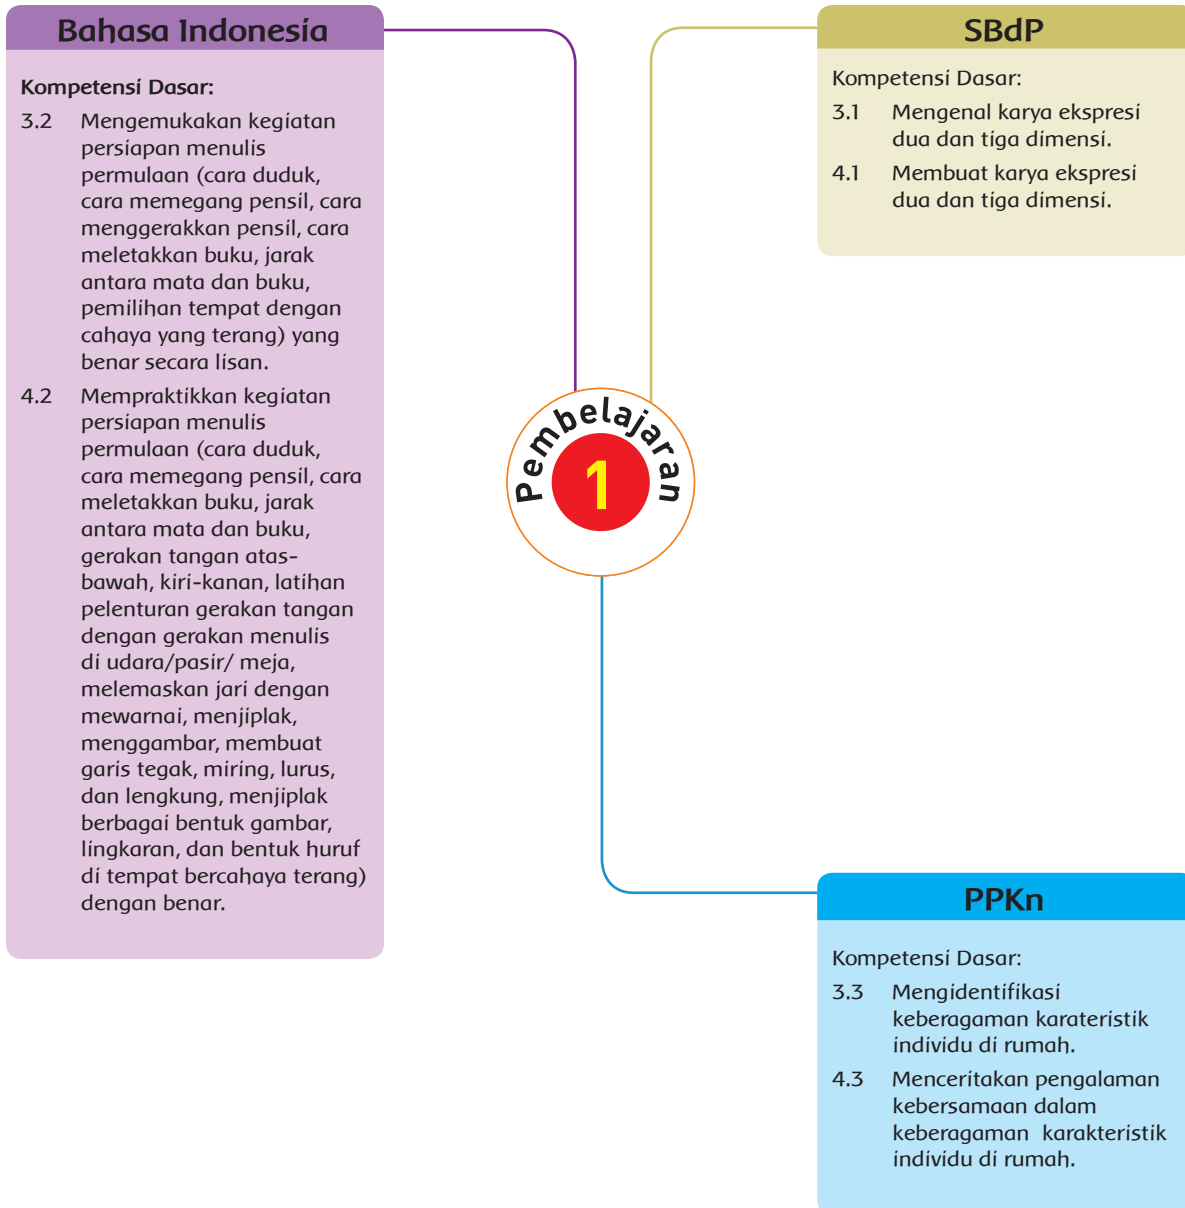 Bahasa Indonesia
Kompetensi Dasar:
3.2 Mengemukakan kegiatan
persiapan menulis
permulaan (cara duduk,
cara memegang pensil, cara
menggerakkan pensil, cara
meletakkan buku, jarak
antara mata dan buku,
pemilihan tempat dengan
cahaya yang terang) yang
benar secara lisan.
4.2 Mempraktikkan kegiatan
persiapan menulis
permulaan (cara duduk,
cara memegang pensil, cara
meletakkan buku, jarak
antara mata dan buku,
gerakan tangan atas-
bawah, kiri-kanan, latihan
pelenturan gerakan tangan
dengan gerakan menulis
di udara/pasir/ meja,
melemaskan jari dengan
mewarnai, menjiplak,
menggambar, membuat
garis tegak, miring, lurus,
dan lengkung, menjiplak
berbagai bentuk gambar,
lingkaran, dan bentuk huruf
di tempat bercahaya terang)
dengan benar.
SBdP
Kompetensi Dasar:
3.1 Mengenal karya ekspresi
dua dan tiga dimensi.
4.1 Membuat karya ekspresi
dua dan tiga dimensi.
Pembelajaran
1
PPKn
Kompetensi Dasar:
3.3 Mengidentifikasi
keberagaman karateristik
individu di rumah.
4.3 Menceritakan pengalaman
kebersamaan dalam
keberagaman karakteristik
individu di rumah.